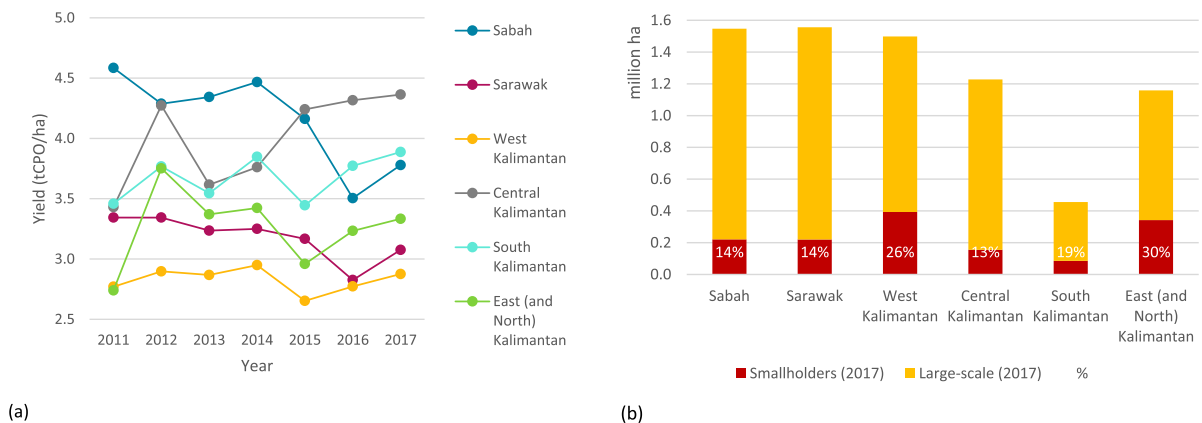 5.0
4.5
4.0
3.5
3.0
2.5
Yield (tCPO/ha)
2011 2012 2013 2014 2015 2016 2017
Year
Sabah
Sarawak
West
Kalimantan
Central
Kalimantan
South
Kalimantan
East (and
North)
Kalimantan
(a)
million ha
1.6
1.4
1.2
1.0
0.8
0.6
0.4
0.2
0.0
14% 14% 26% 13% 19% 30%
Sabah
Sarawak
West
Kalimantan
Central
Kalimantan
South
Kalimantan
East (and
North)
Kalimantan
Smallholders (2017) Large-scale (2017) %
(b)